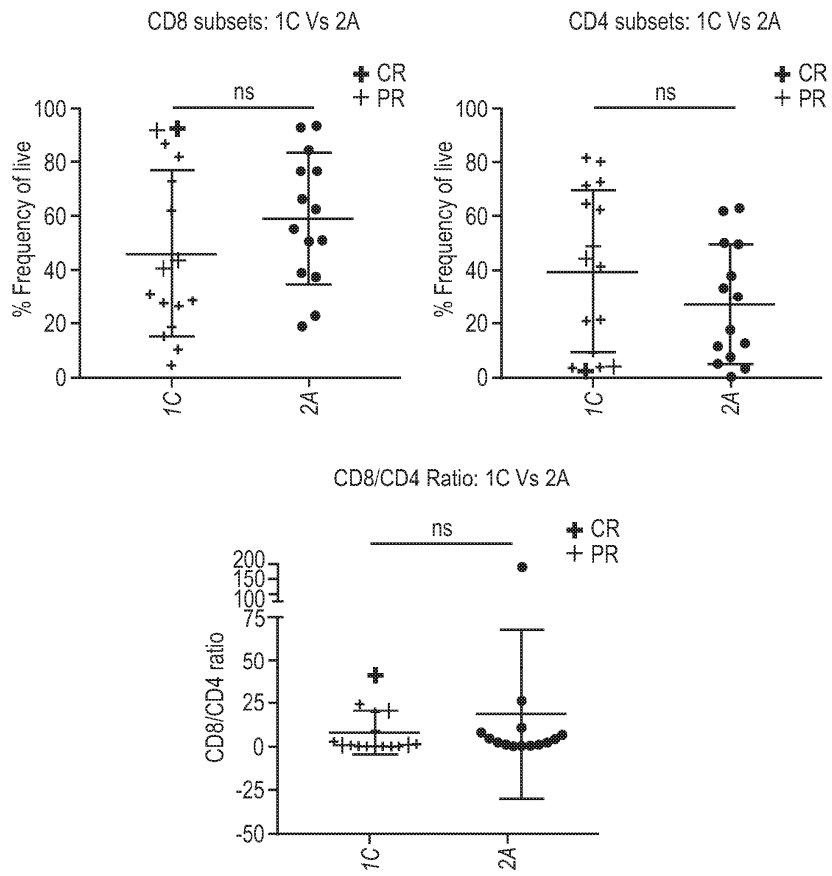 CD8 subsets: 1C Vs 2A
CR
PR
ns
% Frequency of live
100
80
60
40
20
0
1C
2A
CD4 subsets: 1C Vs 2A
CR
PR
ns
% Frequency of live
100
80
60
40
20
0
1C
2A
CD8/CD4 Ratio: 1C Vs 2A
CR
PR
ns
CD8/CD4 ratio
200
150
100
75
50
25
0
-25
-50
1C
2A